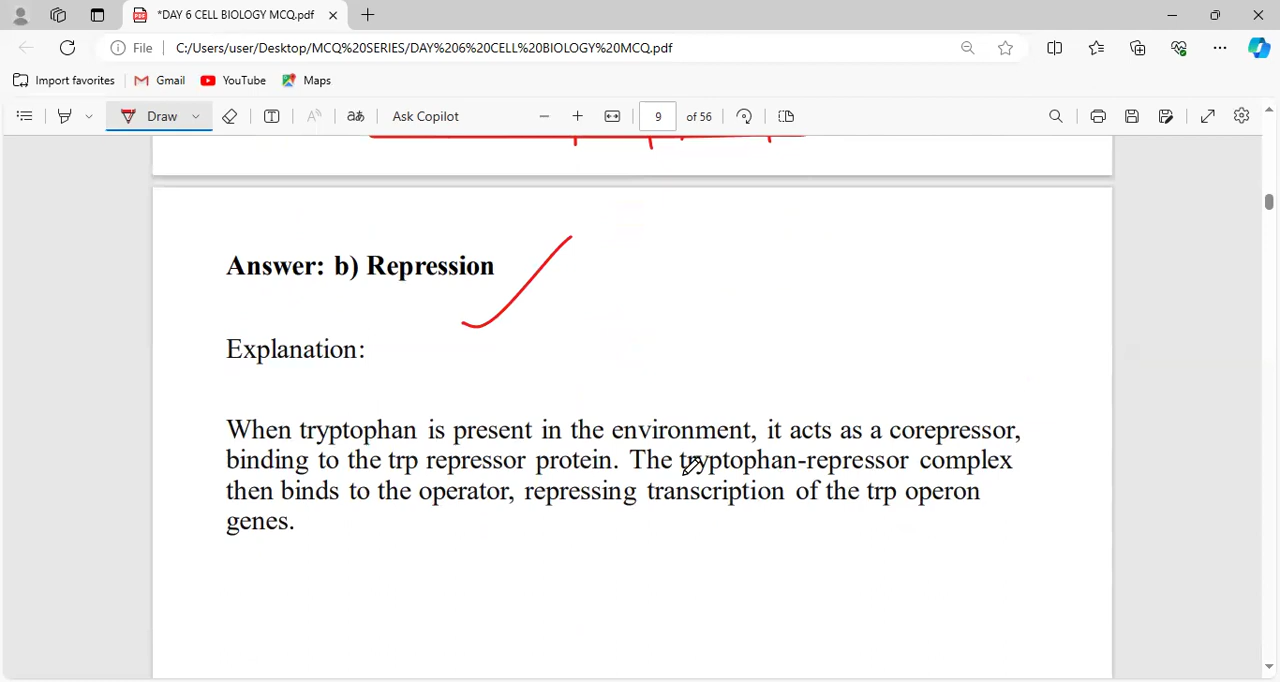 *DAY 6 CELL BIOLOGY MCQ.pdf
File C:/Users/user/Desktop/MCQ%20SERIES/DAY%206%20CELL%20BIOLOGY%20MCQ.pdf
Import favorites Gmail YouTube Maps
Draw aあ Ask Copilot 9 of 56
Answer: b) Repression
Explanation:
When tryptophan is present in the environment, it acts as a corepressor,
binding to the trp repressor protein. The tryptophan-repressor complex
then binds to the operator, repressing transcription of the trp operon
genes.